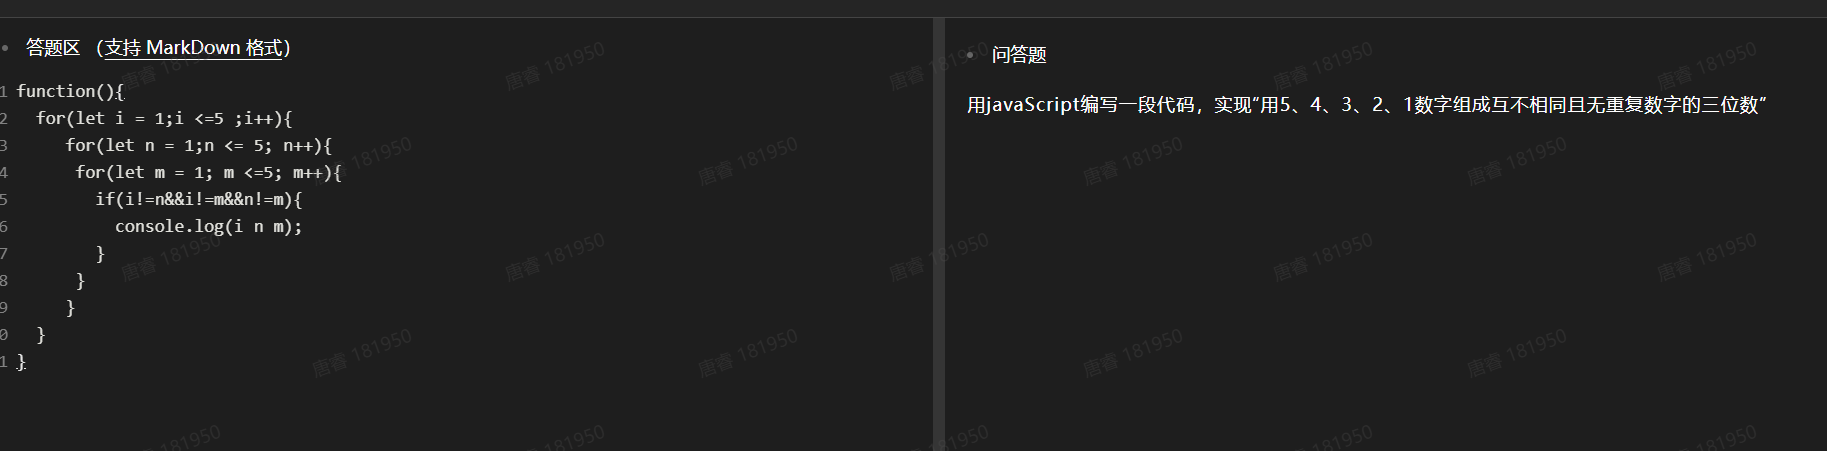 答题区 （支持 MarkDown 格式）
1 function(){
2 for(let i = 1;i <=5 ;i++){
3 for(let n = 1;n <= 5; n++){
4 for(let m = 1; m <=5; m++){
5 if(i!=n&&i!=m&&n!=m){
6 console.log(i n m);
7 }
8 }
9 }
0 }
1 }
问答题
用javaScript编写一段代码，实现“用5、4、3、2、1数字组成互不相同且无重复数字的三位数”
唐睿 181950